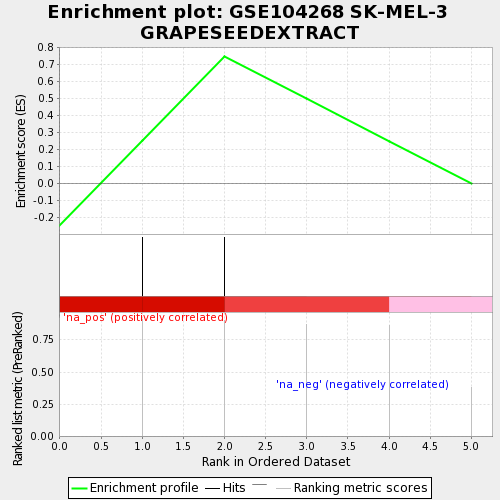 Enrichment plot: GSE104268 SK-MEL-3
GRAPESEEDEXTRACT
Enrichment score (ES)
0.8
0.7
0.6
0.5
0.4
0.3
0.2
0.1
0.0
-0.1
-0.2
'na_pos' (positively correlated)
'na_neg' (negatively correlated)
Ranked list metric (PreRanked)
0.75
0.50
0.25
0.00
0.0 0.5 1.0 1.5 2.0 2.5 3.0 3.5 4.0 4.5 5.0
Rank in Ordered Dataset
Enrichment profile Hits Ranking metric scores